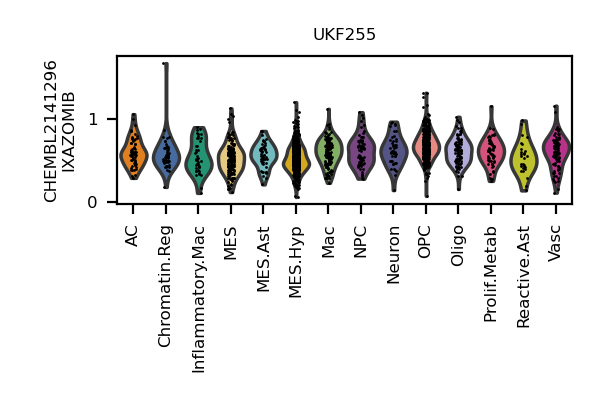 UKF255
CHEMBL2141296
IXAZOMIB
1
0
AC
Chromatin.Reg
Inflammatory.Mac
MES
MES.Ast
MES.Hyp
Mac
NPC
Neuron
OPC
Oligo
Prolif.Metab
Reactive.Ast
Vasc